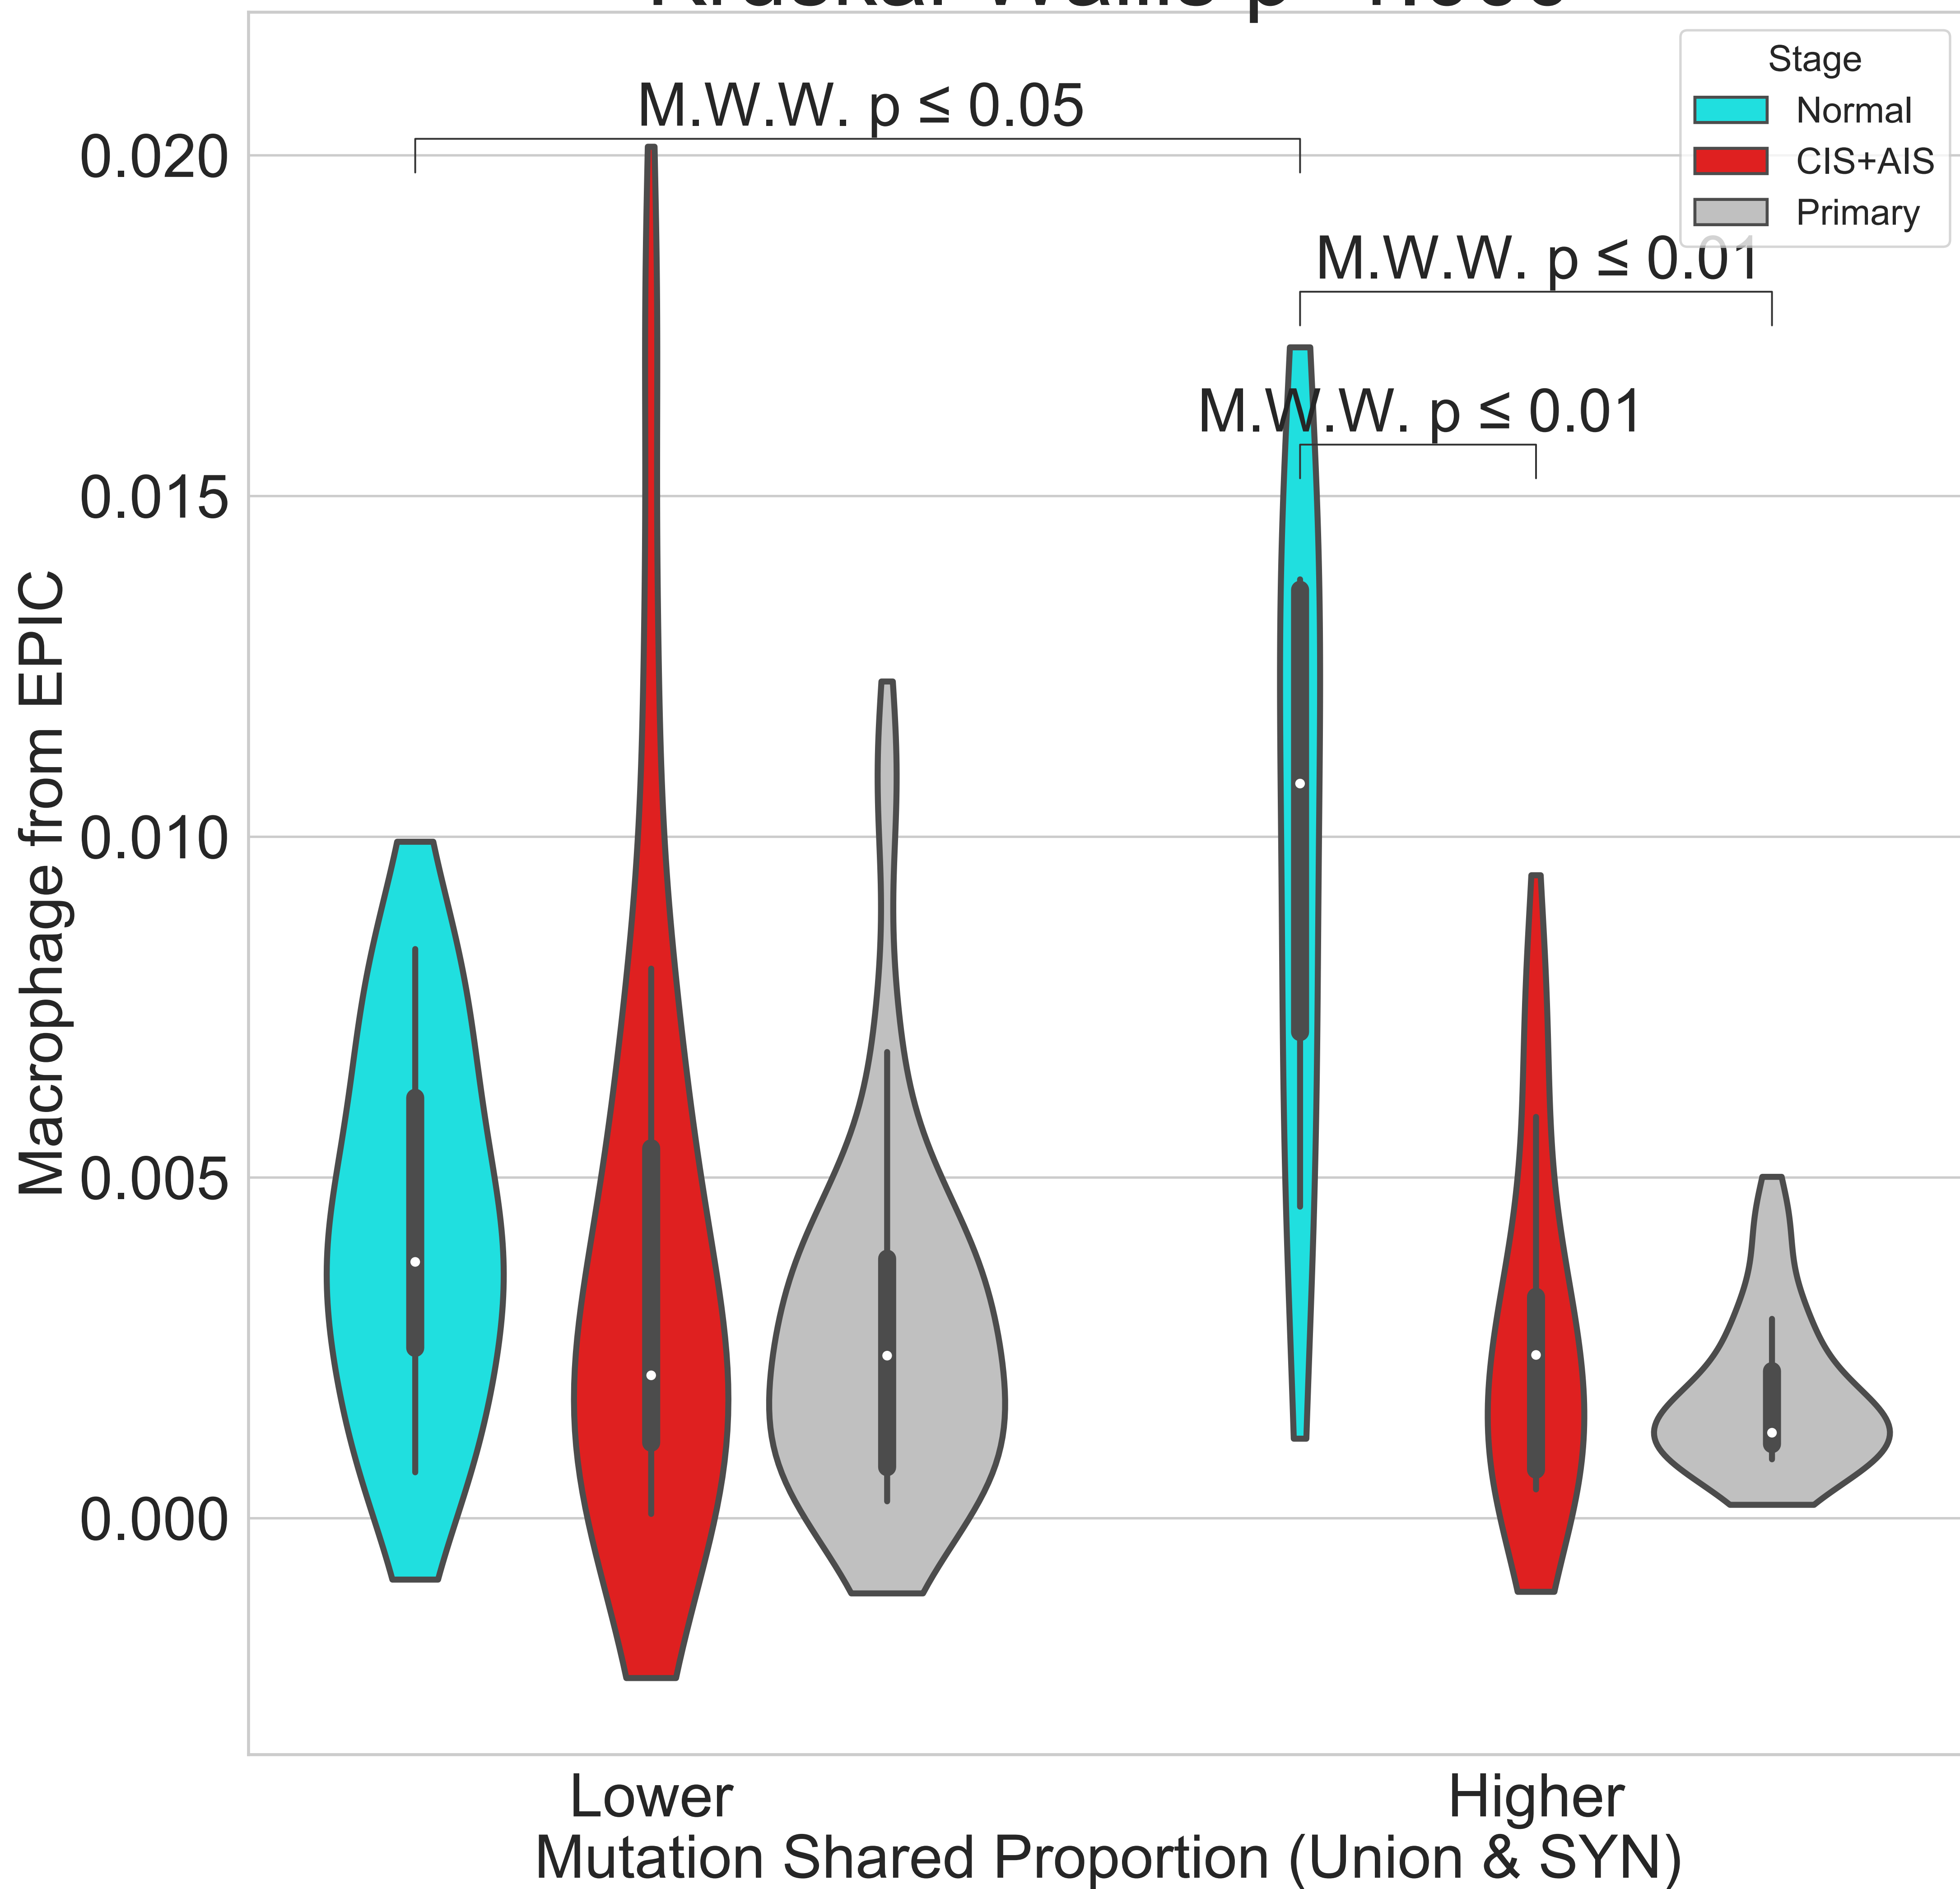 Stage
Normal
CIS+AIS
Primary
M.W.W. p ≤ 0.05
M.W.W. p ≤ 0.01
M.W.W. p ≤ 0.01
0.020
0.015
0.010
0.005
0.000
Macrophage from EPIC
Lower
Higher
Mutation Shared Proportion (Union & SYN)